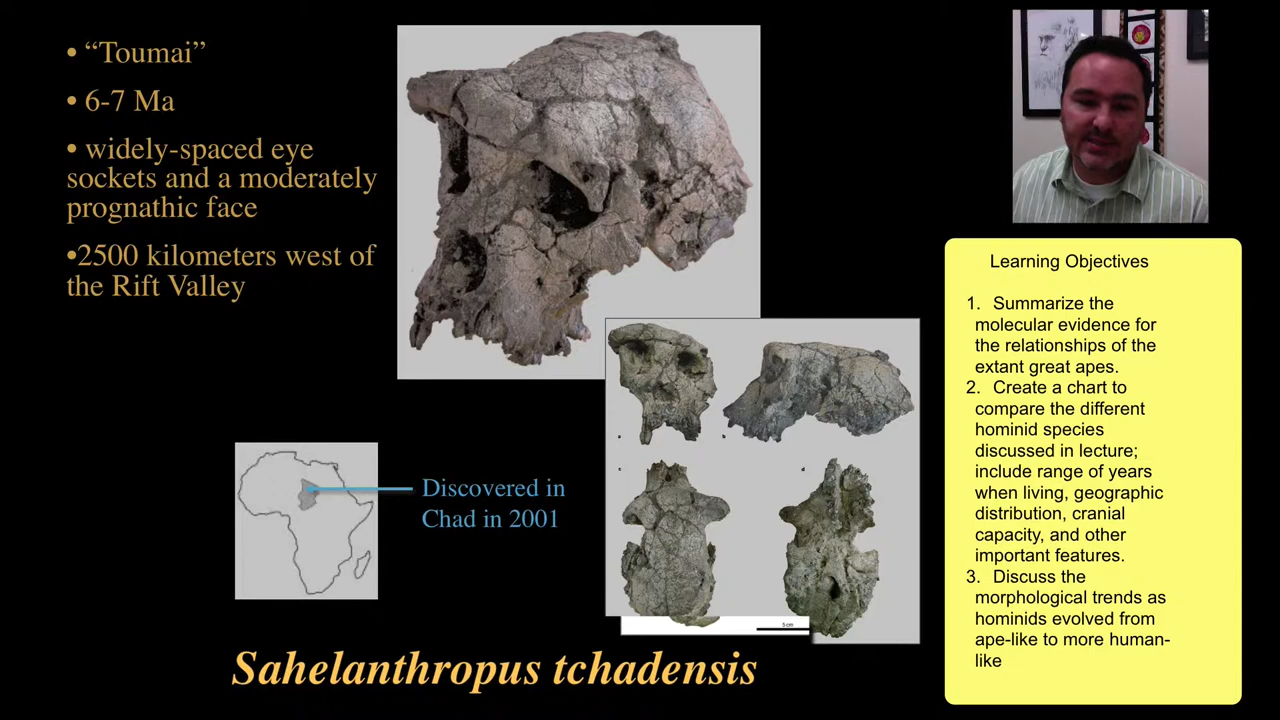 • “Toumai”
• 6-7 Ma
• widely-spaced eye
sockets and a moderately
prognathic face
•2500 kilometers west of
the Rift Valley
Discovered in
Chad in 2001
5 cm
Sahelanthropus tchadensis
Learning Objectives
1. Summarize the
molecular evidence for
the relationships of the
extant great apes.
2. Create a chart to
compare the different
hominid species
discussed in lecture;
include range of years
when living, geographic
distribution, cranial
capacity, and other
important features.
3. Discuss the
morphological trends as
hominids evolved from
ape-like to more human-
like